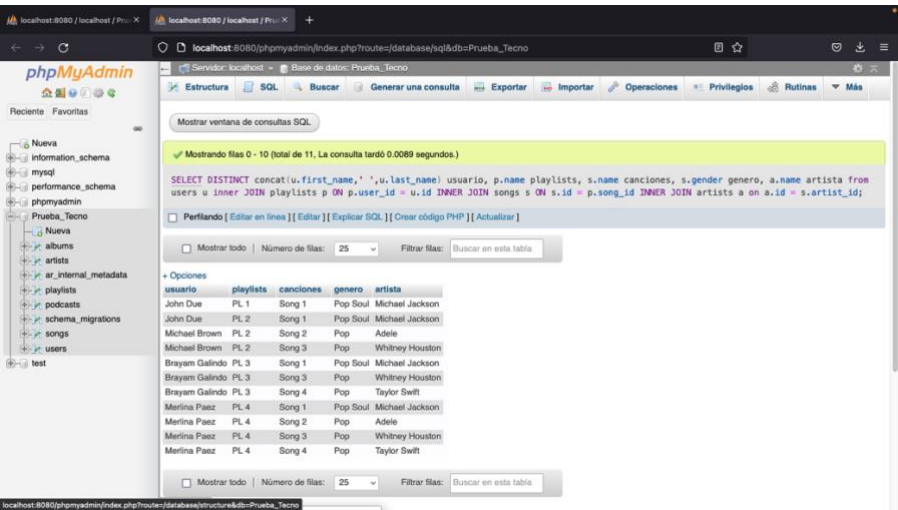 localhost:8080 / localhost / Pru
localhost:8080 / localhost / Pru
localhost:8080/phpmyadmin/index.php?route=/database/sql&db=Prueba_Tecno
phpMyAdmin
Reciente Favoritas
Nueva
information_schema
mysql
performance_schema
phpmyadmin
Prueba_Tecno
Nueva
albums
artists
ar_internal_metadata
playlists
podcasts
schema_migrations
songs
users
test
Servidor: localhost » Base de datos: Prueba_Tecno
Estructura SQL Buscar Generar una consulta Exportar Importar Operaciones Privilegios Rutinas Más
Mostrar ventana de consultas SQL
Mostrando filas 0 - 10 (total de 11, La consulta tardó 0.0089 segundos.)
SELECT DISTINCT concat(u.first_name,' ',u.last_name) usuario, p.name playlists, s.name canciones, s.gender genero, a.name artista from
users u inner JOIN playlists p ON p.user_id = u.id INNER JOIN songs s ON s.id = p.song_id INNER JOIN artists a on a.id = s.artist_id;
Perfilando [ Editar en línea ] [ Editar ] [ Explicar SQL ] [ Crear código PHP ] [ Actualizar ]
Mostrar todo | Número de filas: 25 Filtrar filas: Buscar en esta tabla
+ Opciones
usuario playlists canciones genero artista
John Due PL 1 Song 1 Pop Soul Michael Jackson
John Due PL 2 Song 1 Pop Soul Michael Jackson
Michael Brown PL 2 Song 2 Pop Adele
Michael Brown PL 2 Song 3 Pop Whitney Houston
Brayam Galindo PL 3 Song 1 Pop Soul Michael Jackson
Brayam Galindo PL 3 Song 3 Pop Whitney Houston
Brayam Galindo PL 3 Song 4 Pop Taylor Swift
Merlina Paez PL 4 Song 1 Pop Soul Michael Jackson
Merlina Paez PL 4 Song 2 Pop Adele
Merlina Paez PL 4 Song 3 Pop Whitney Houston
Merlina Paez PL 4 Song 4 Pop Taylor Swift
Mostrar todo | Número de filas: 25 Filtrar filas: Buscar en esta tabla
localhost:8080/phpmyadmin/index.php?route=/database/structure&db=Prueba_Tecno